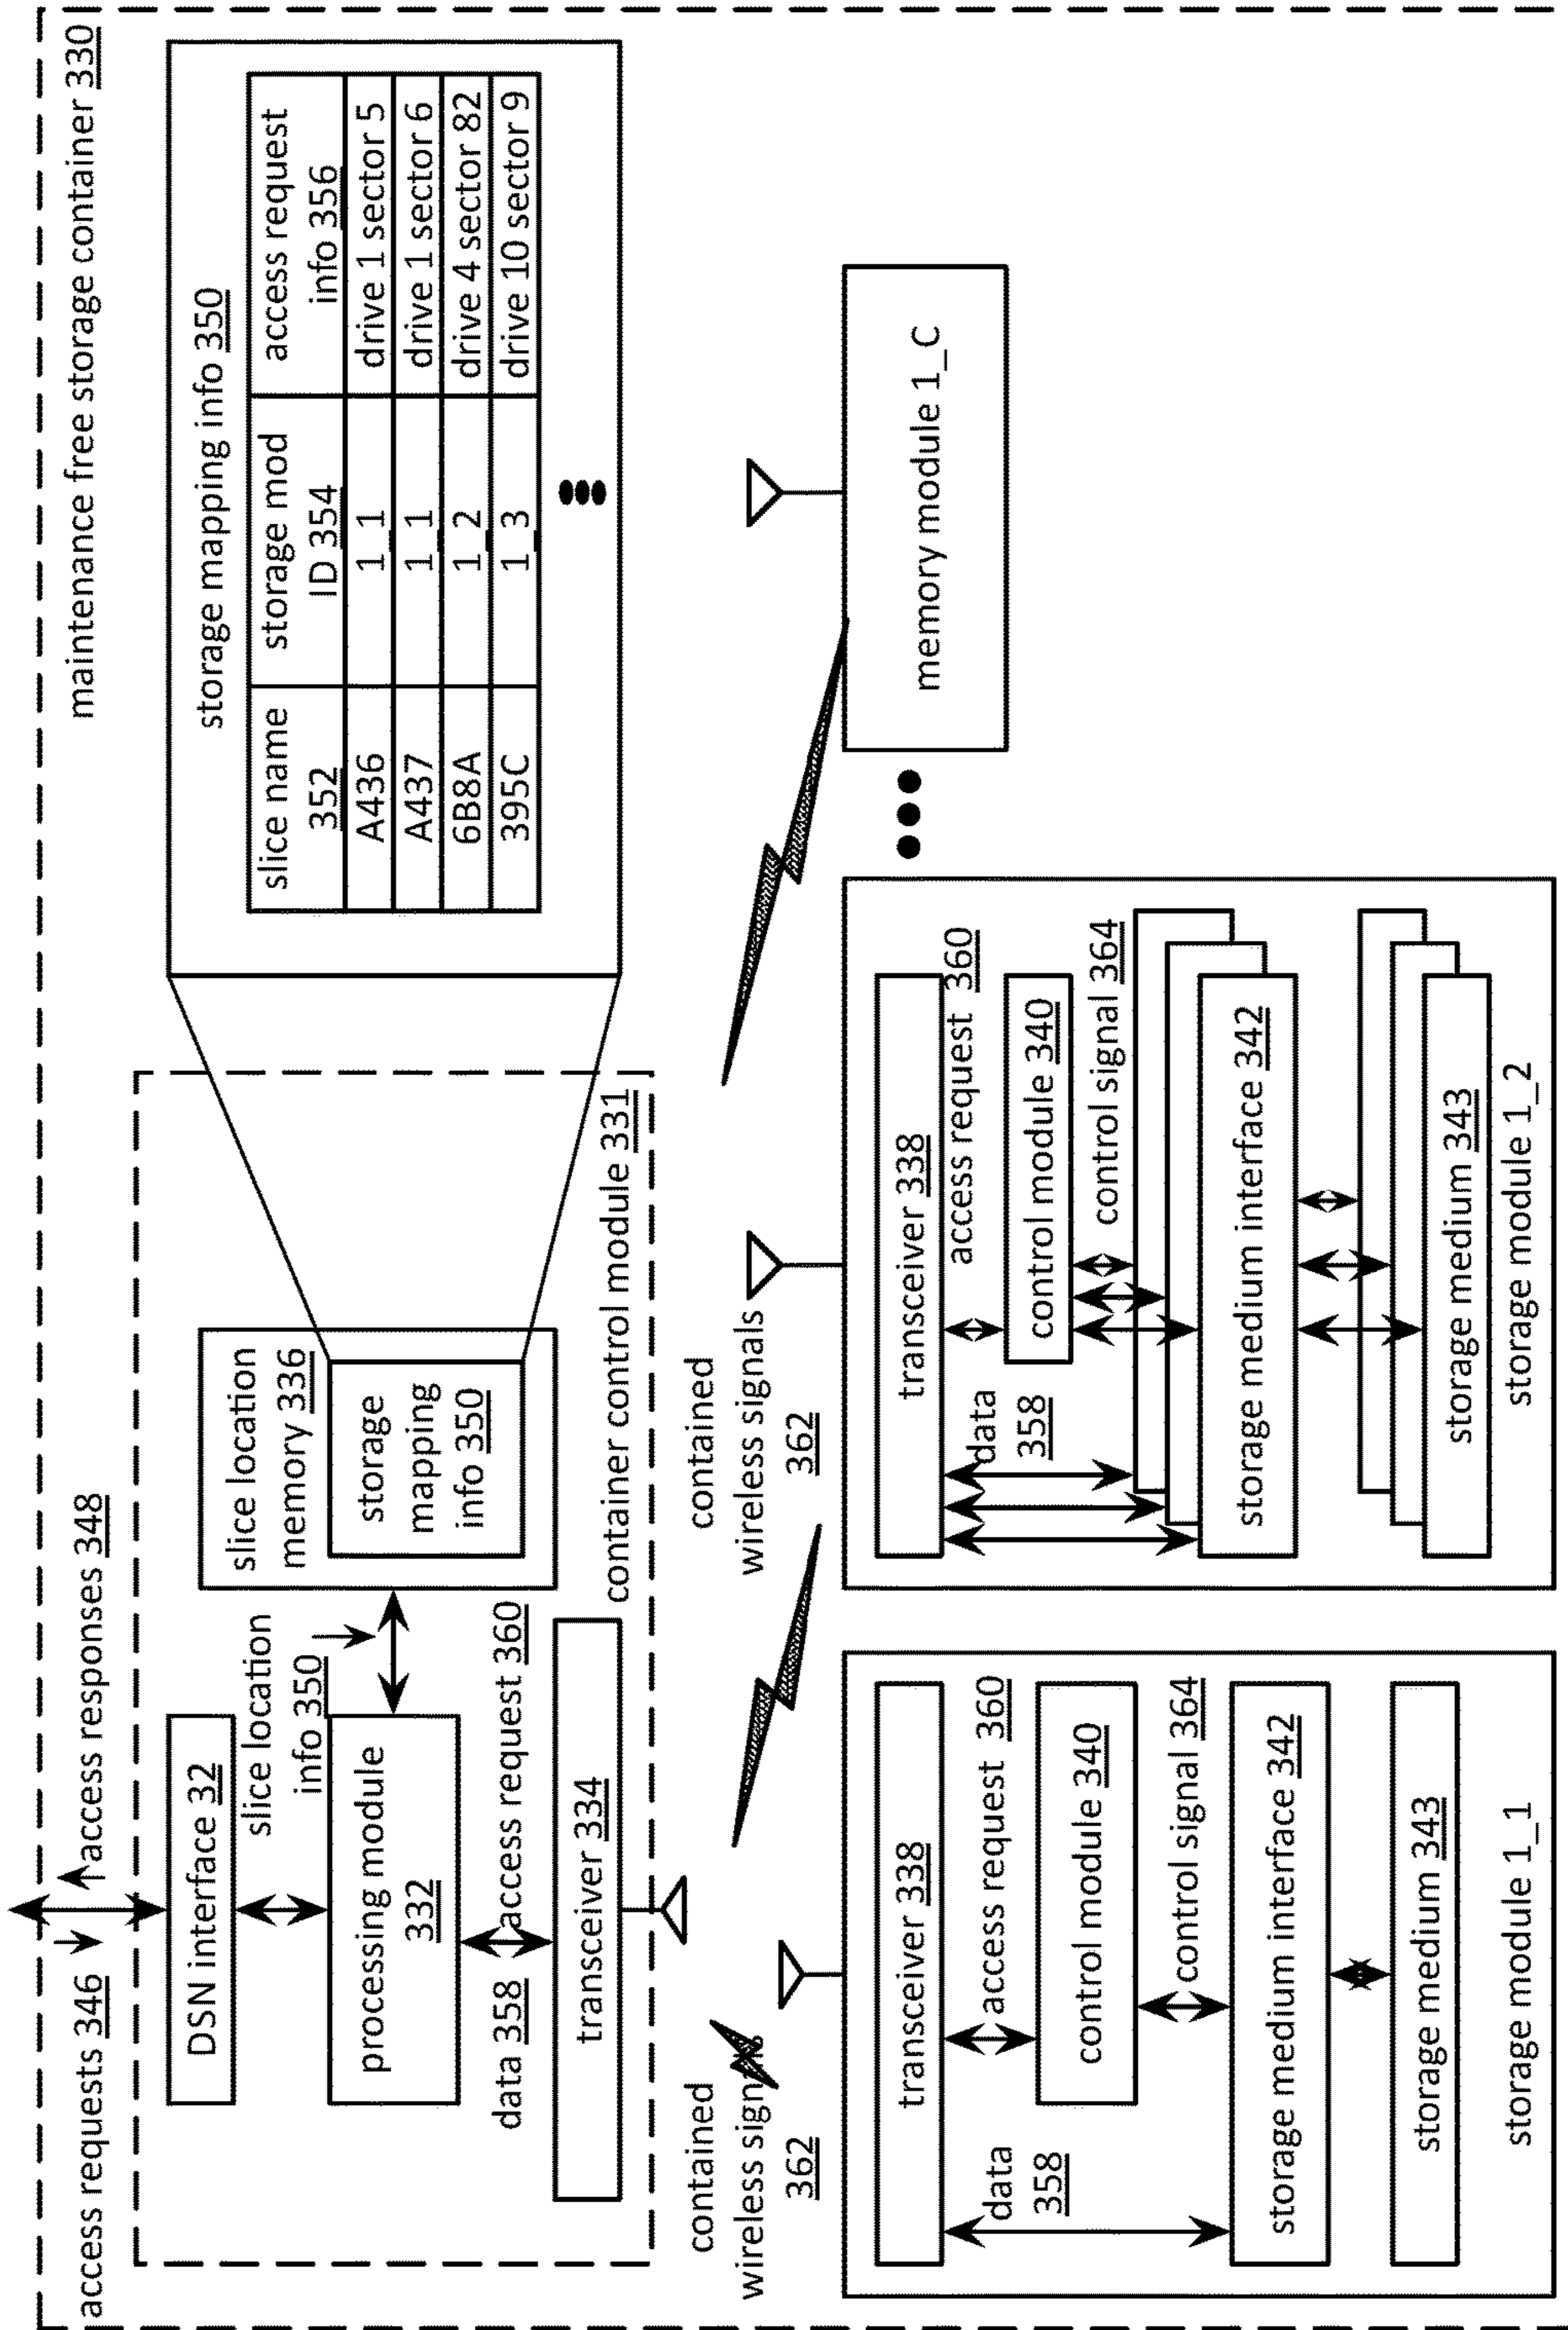 maintenance free storage container 330
access requests 346
access responses 348
DSN interface 32
slice location
info 350
processing module
332
slice location
memory 336
storage
mapping
info 350
data 358
access request 360
transceiver 334
container control module 331
storage mapping info 350
slice name
352
storage mod
ID 354
access request
info 356
A436
1_1
drive 1 sector 5
A437
1_1
drive 1 sector 6
6B8A
1_2
drive 4 sector 82
395C
1_3
drive 10 sector 9
contained
wireless signals
362
contained
wireless signals
362
transceiver 338
data
358
access request 360
control module 340
control signal 364
storage medium interface 342
storage medium 343
storage module 1_1
transceiver 338
data
358
access request 360
control module 340
control signal 364
storage medium interface 342
storage medium 343
storage module 1_2
memory module 1_C